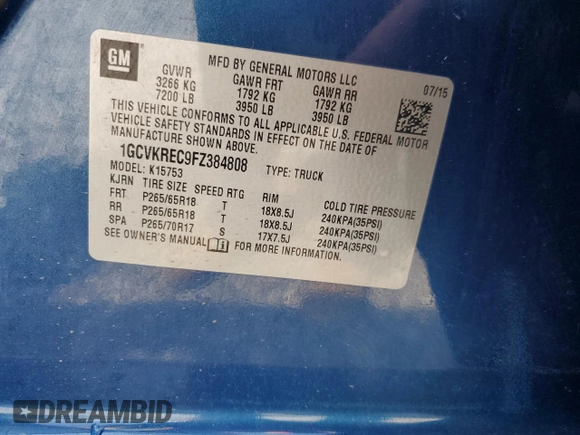 GM
MFD BY GENERAL MOTORS LLC
GVWR GAWR FRT GAWR RR 07/15
3266 KG 1792 KG 1792 KG
7200 LB 3950 LB 3950 LB
THIS VEHICLE CONFORMS TO ALL APPLICABLE U.S. FEDERAL MOTOR
VEHICLE SAFETY STANDARDS IN EFFECT ON THE DATE OF
MANUFACTURE SHOWN ABOVE.
1GCVKREC9FZ384808 TYPE: TRUCK
MODEL: K15753
KJRN TIRE SIZE SPEED RTG RIM COLD TIRE PRESSURE
FRT P265/65R18 T 18X8.5J 240KPA(35PSI)
RR P265/65R18 T 18X8.5J 240KPA(35PSI)
SPA P265/70R17 S 17X7.5J 240KPA(35PSI)
SEE OWNER'S MANUAL FOR MORE INFORMATION.
DREAMBID